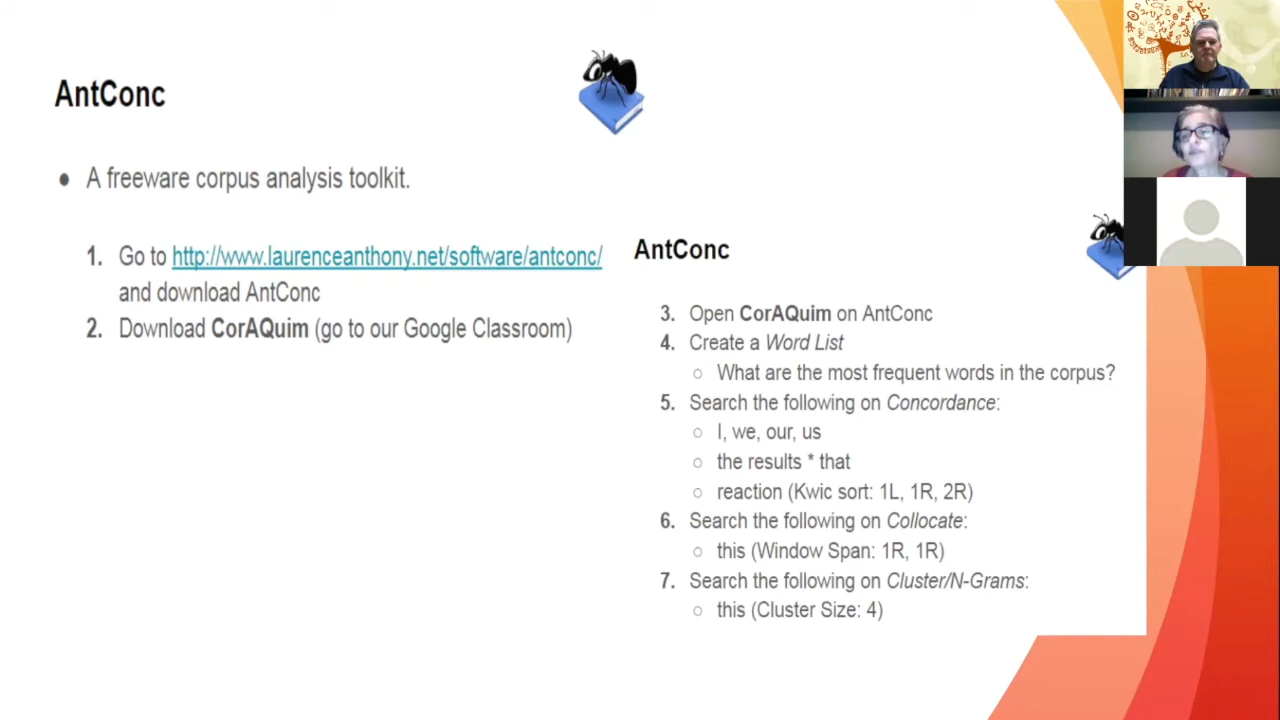 AntConc
● A freeware corpus analysis toolkit.
1. Go to http://www.laurenceanthony.net/software/antconc/
and download AntConc
2. Download CorAQuim (go to our Google Classroom)
AntConc
3. Open CorAQuim on AntConc
4. Create a Word List
○ What are the most frequent words in the corpus?
5. Search the following on Concordance:
○ I, we, our, us
○ the results * that
○ reaction (Kwic sort: 1L, 1R, 2R)
6. Search the following on Collocate:
○ this (Window Span: 1R, 1R)
7. Search the following on Cluster/N-Grams:
○ this (Cluster Size: 4)